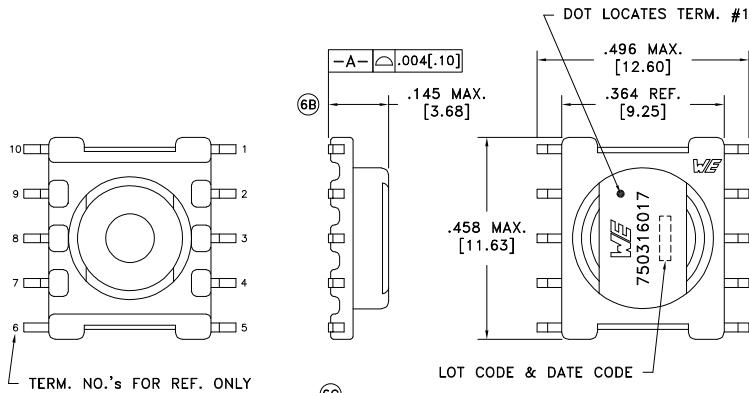 DOT LOCATES TERM. #1
-A- ⌓ .004[.10]
.496 MAX.
[12.60]
6B
.145 MAX.
[3.68]
.364 REF.
[9.25]
10
1
9
2
8
3
7
4
6
5
WE
.458 MAX.
[11.63]
WE
750316017
TERM. NO.'s FOR REF. ONLY
LOT CODE & DATE CODE
6C